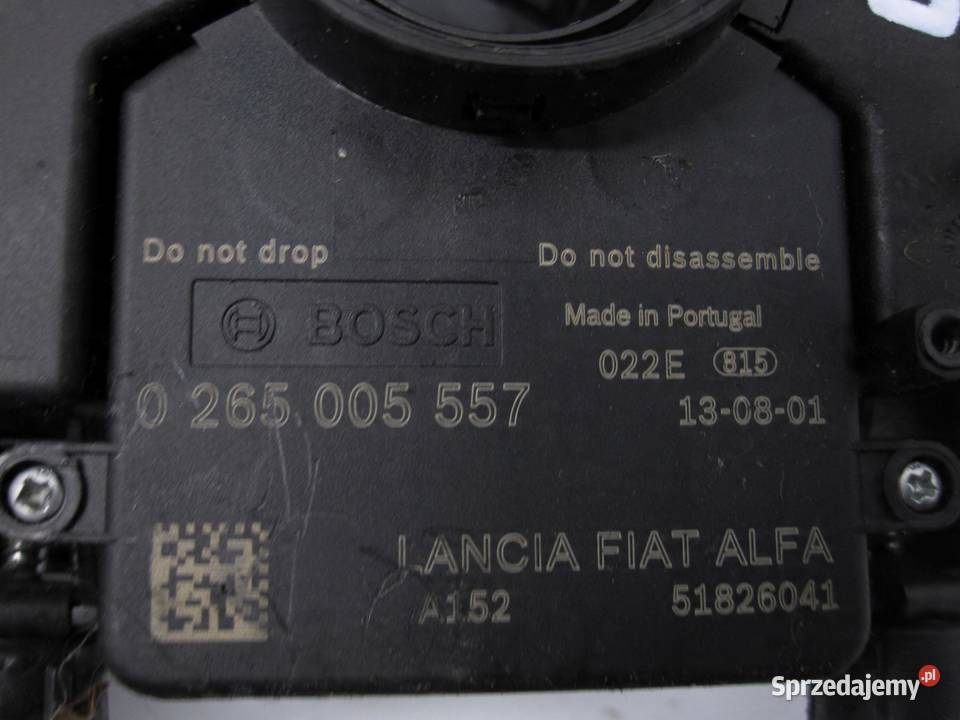 Do not drop
Do not disassemble
BOSCH
Made in Portugal
022E 815
0 265 005 557
13-08-01
LANCIA FIAT ALFA
A152
51826041
Sprzedajemy.pl